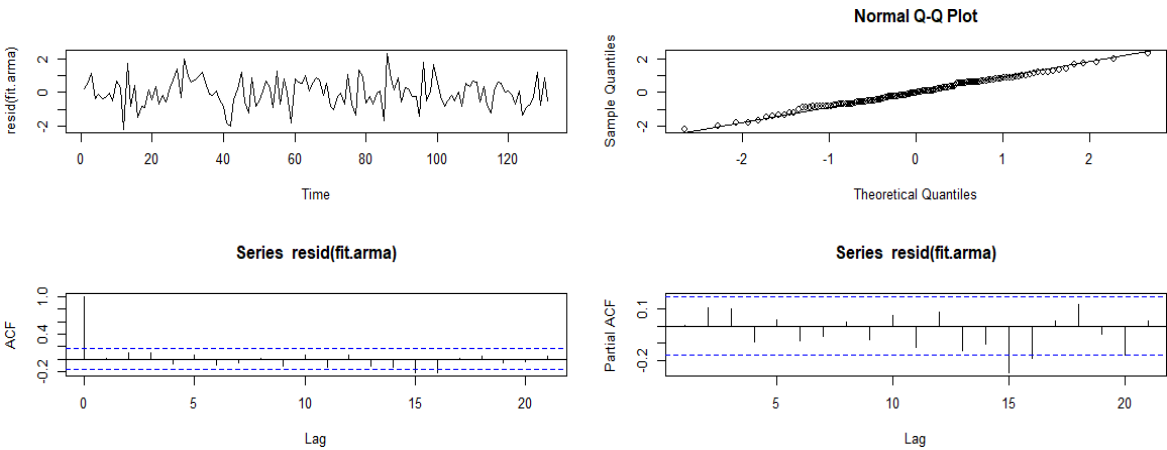 resid(fit.arma)
2
0
-2
0 20 40 60 80 100 120
Time
Normal Q-Q Plot
Sample Quantiles
2
0
-2
-2 -1 0 1 2
Theoretical Quantiles
Series resid(fit.arma)
ACF
1.0
0.4
-0.2
0 5 10 15 20
Lag
Series resid(fit.arma)
Partial ACF
0.1
-0.2
5 10 15 20
Lag